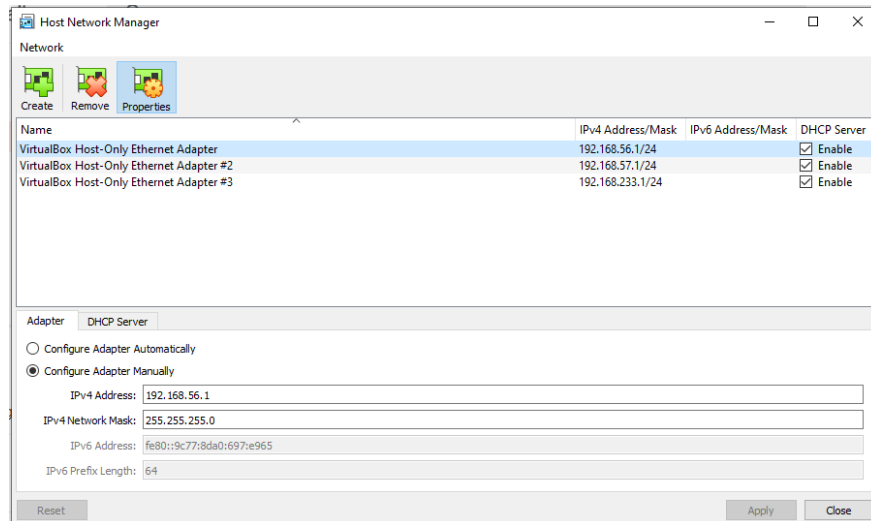 Host Network Manager
Network
Create Remove Properties
Name IPv4 Address/Mask IPv6 Address/Mask DHCP Server
VirtualBox Host-Only Ethernet Adapter 192.168.56.1/24 Enable
VirtualBox Host-Only Ethernet Adapter #2 192.168.57.1/24 Enable
VirtualBox Host-Only Ethernet Adapter #3 192.168.233.1/24 Enable
Adapter DHCP Server
Configure Adapter Automatically
Configure Adapter Manually
IPv4 Address: 192.168.56.1
IPv4 Network Mask: 255.255.255.0
IPv6 Address: fe80::9c77:8da0:697:e965
IPv6 Prefix Length: 64
Reset Apply Close